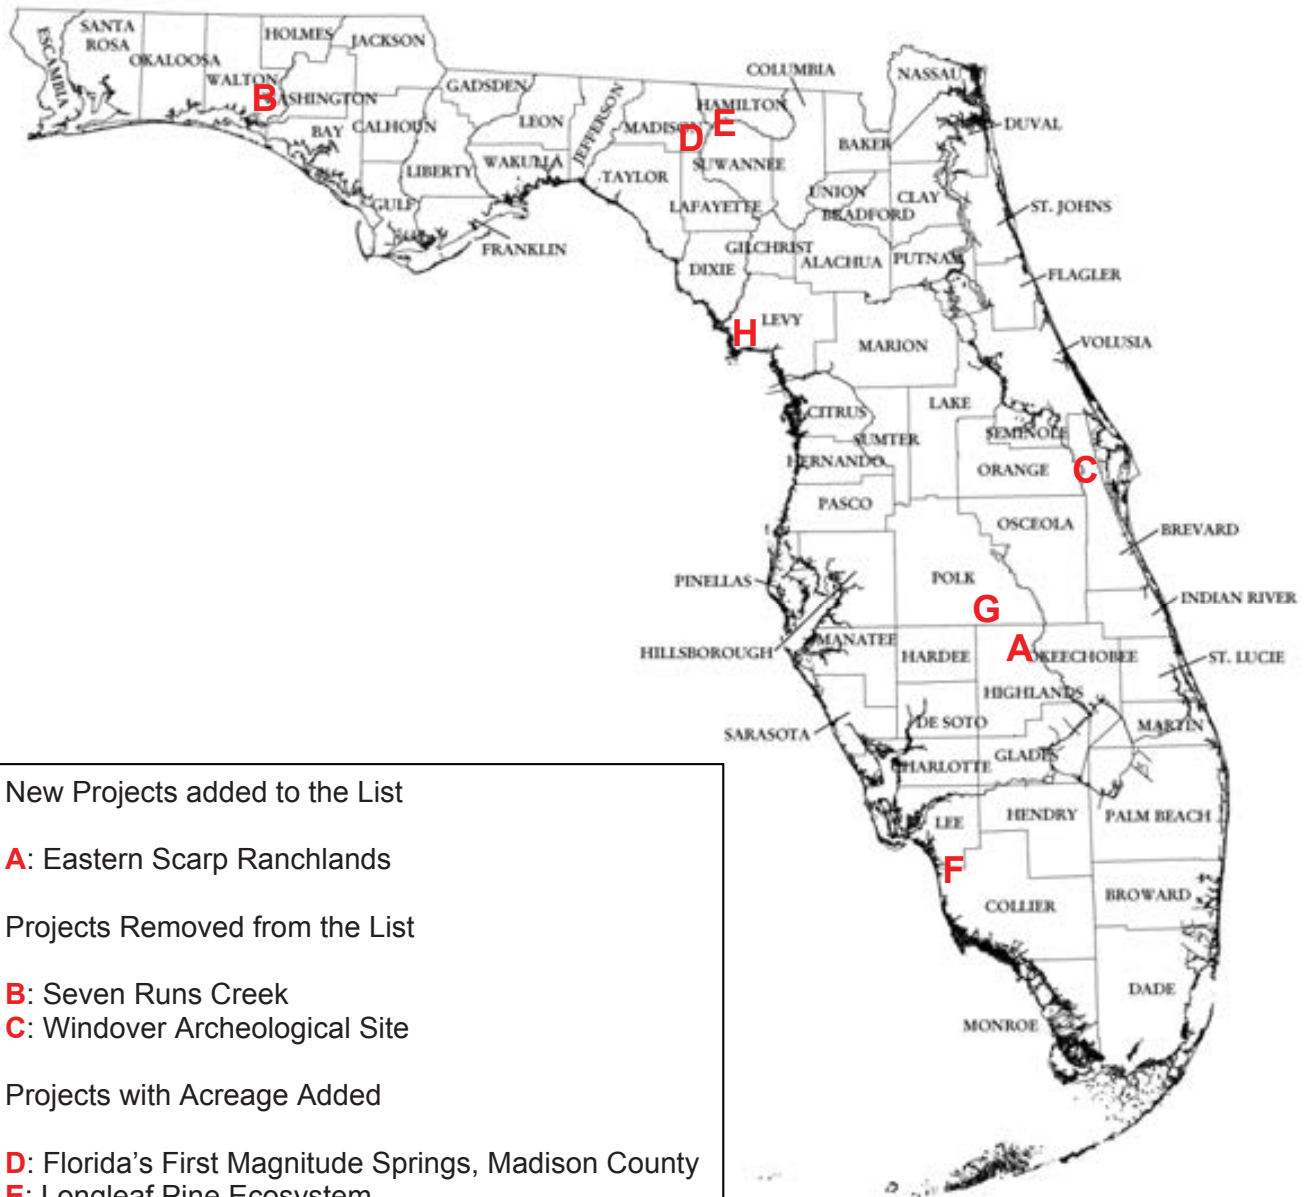 SANTA
ROSA
ESCAMBIA
OKALOOSA
HOLMES
JACKSON
WALTON
B
WASHINGTON
GADSDEN
BAY
CALHOUN
LEON
JEFFERSON
LIBERTY
WAKULLA
GULF
FRANKLIN
MADISON
D
E
HAMILTON
COLUMBIA
NASSAU
DUVAL
BAKER
SUWANNEE
TAYLOR
LAFAYETTE
UNION
BRADFORD
CLAY
ST. JOHNS
GILCHRIST
ALACHUA
PUTNAM
DIXIE
FLAGLER
H
LEVY
MARION
VOLUSIA
CITRUS
LAKE
SUMTER
SEMINOLE
HERNANDO
ORANGE
C
PASCO
OSCEOLA
BREVARD
PINELLAS
POLK
G
INDIAN RIVER
HILLSBOROUGH
MANATEE
HARDEE
A
OKEECHOBEE
ST. LUCIE
HIGHLANDS
SARASOTA
DE SOTO
MARTIN
CHARLOTTE
GLADES
LEE
HENDRY
PALM BEACH
F
COLLIER
BROWARD
DADE
MONROE
New Projects added to the List
A: Eastern Scarp Ranchlands
Projects Removed from the List
B: Seven Runs Creek
C: Windover Archeological Site
Projects with Acreage Added
D: Florida's First Magnitude Springs, Madison County
E: Longleaf Pine Ecosystem